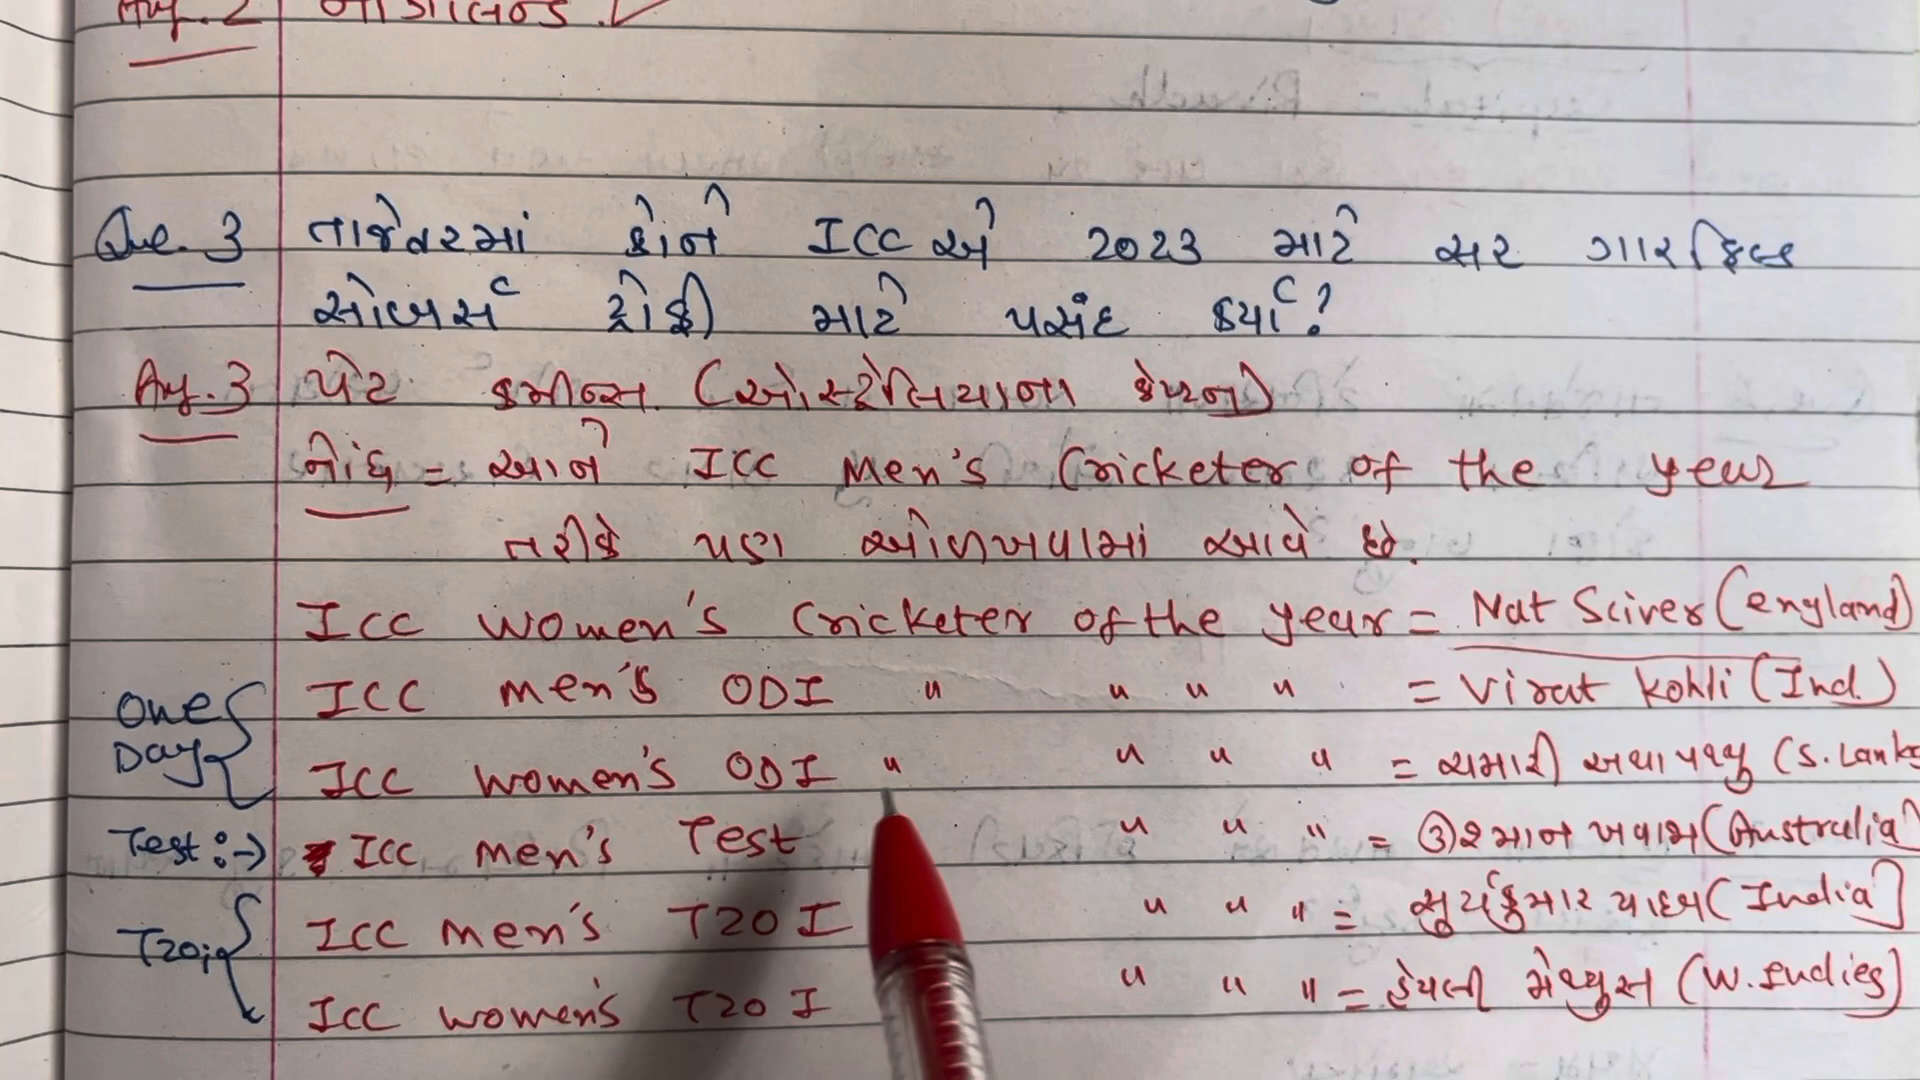 Ans. 2 નાગાલેન્ડ.
Que. 3 તાજેતરમાં કોને ICC એ 2023 માટે સર ગારફિલ્ડ
સોબર્સ ટ્રોફી માટે પસંદ કર્યા?
Ans. 3 પેટ કમીન્સ. (ઓસ્ટ્રેલિયાના કેપ્ટન)
નોંધ = આને ICC Men's Cricketer of the year
તરીકે પણ ઓળખવામાં આવે છે.
ICC women's Cricketer of the year = Nat Sciver (england)
One Day ICC men's ODI " " " " = Virat Kohli (Ind.)
ICC women's ODI " " " " = ચમારી અથાપથ્થુ (S. Lanka
Test :→ ICC men's Test " " " = ઉસ્માન ખ્વાજા (Australia)
T20 ICC men's T20 I " " " = સુર્યકુમાર યાદવ (India)
ICC women's T20 I " " " = હેયલી મેથ્યુસ (W. Indies)